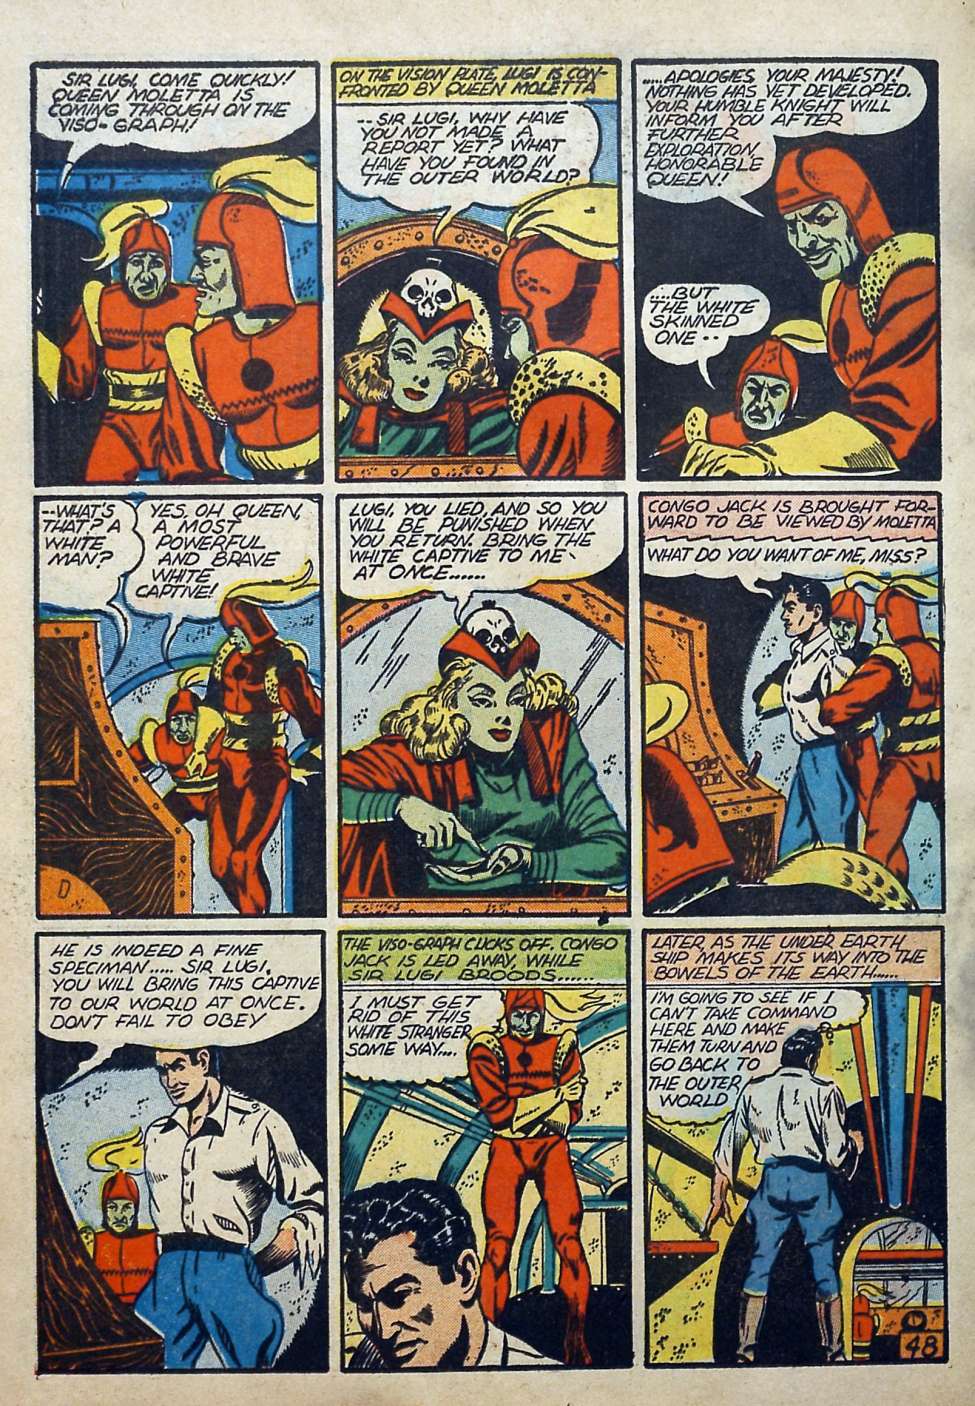 SIR LUGI, COME QUICKLY!
QUEEN MOLETTA IS
COMING THROUGH ON THE
VISO-GRAPH!
ON THE VISION PLATE, LUGI IS CON-
FRONTED BY QUEEN MOLETTA
--SIR LUGI, WHY HAVE
YOU NOT MADE A
REPORT YET? WHAT
HAVE YOU FOUND IN
THE OUTER WORLD?
.....APOLOGIES YOUR MAJESTY!
NOTHING HAS YET DEVELOPED.
YOUR HUMBLE KNIGHT WILL
INFORM YOU AFTER
FURTHER
EXPLORATION,
HONORABLE
QUEEN!
....BUT
THE WHITE
SKINNED
ONE--
--WHAT'S
THAT? A
WHITE
MAN?
YES, OH QUEEN,
A MOST
POWERFUL
AND BRAVE
WHITE
CAPTIVE!
LUGI, YOU LIED, AND SO YOU
WILL BE PUNISHED WHEN
YOU RETURN. BRING THE
WHITE CAPTIVE TO ME
AT ONCE......
CONGO JACK IS BROUGHT FOR-
WARD TO BE VIEWED BY MOLETTA
WHAT DO YOU WANT OF ME, MISS?
D
HE IS INDEED A FINE
SPECIMAN..... SIR LUGI,
YOU WILL BRING THIS CAPTIVE
TO OUR WORLD AT ONCE.
DON'T FAIL TO OBEY
THE VISO-GRAPH CLICKS OFF. CONGO
JACK IS LED AWAY, WHILE
SIR LUGI BROODS......
I MUST GET
RID OF THIS
WHITE STRANGER
SOME WAY....
LATER, AS THE UNDER EARTH
SHIP MAKES ITS WAY INTO THE
BOWELS OF THE EARTH......
I'M GOING TO SEE IF I
CAN'T TAKE COMMAND
HERE AND MAKE
THEM TURN AND
GO BACK TO
THE OUTER
WORLD
48